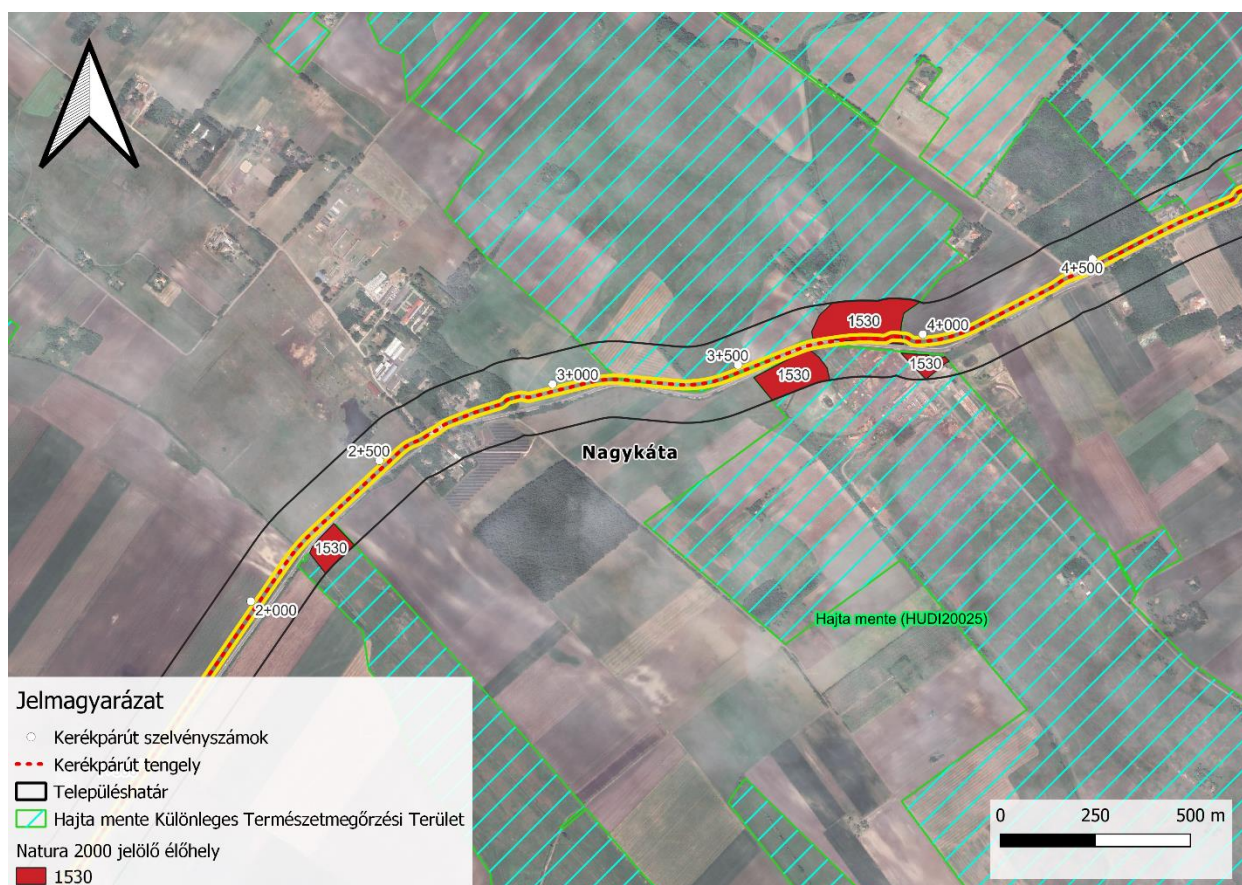 4+500
1530
4+000
3+500
1530
1530
3+000
2+500
Nagykáta
1530
2+000
Hajta mente (HUDI20025)
Jelmagyarázat
Kerékpárút szelvényszámok
Kerékpárút tengely
Településhatár
Hajta mente Különleges Természetmegőrzési Terület
Natura 2000 jelölő élőhely
1530
0 250 500 m